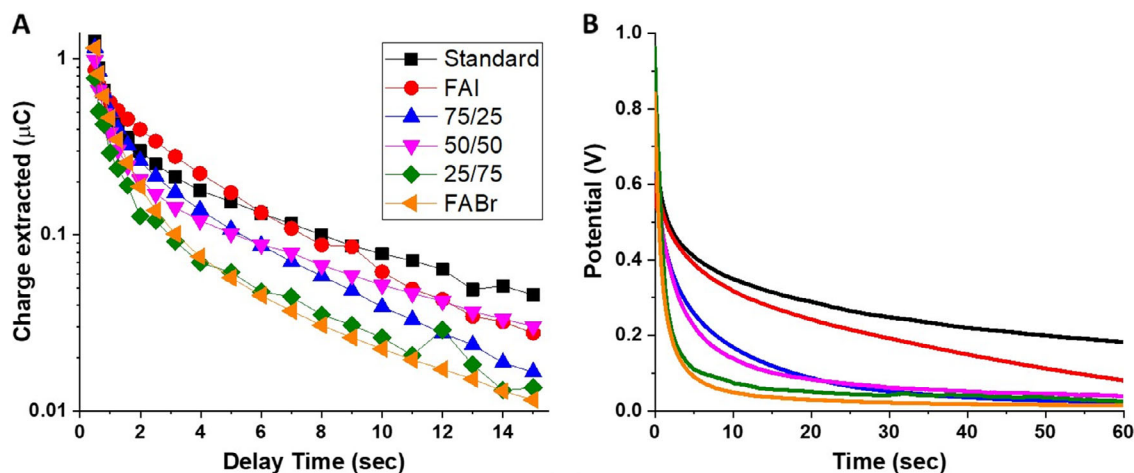 A
Charge extracted (μC)
1
0.1
0.01
0 2 4 6 8 10 12 14
Delay Time (sec)
Standard
FAI
75/25
50/50
25/75
FABr
B
Potential (V)
1.0
0.8
0.6
0.4
0.2
0.0
0 10 20 30 40 50 60
Time (sec)